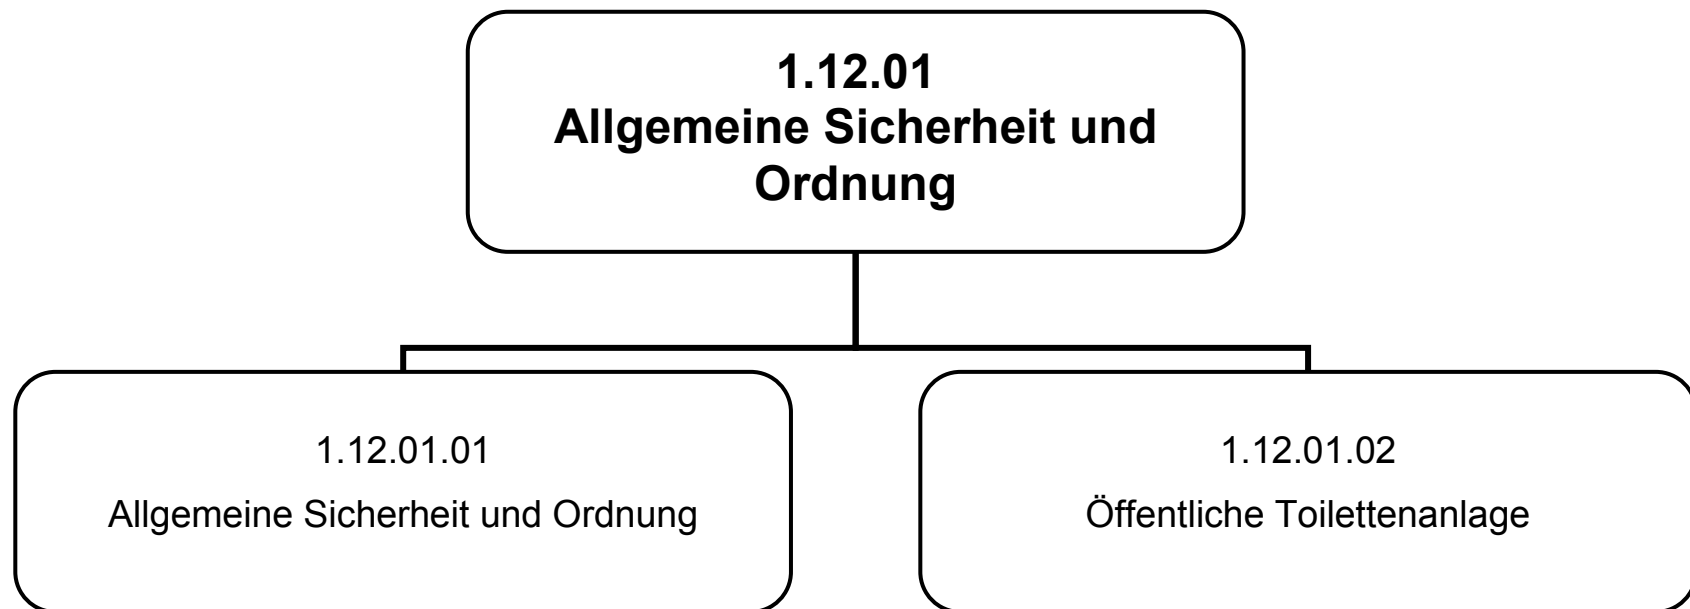 1.12.01
Allgemeine Sicherheit und
Ordnung
1.12.01.01
Allgemeine Sicherheit und Ordnung
1.12.01.02
Öffentliche Toilettenanlage